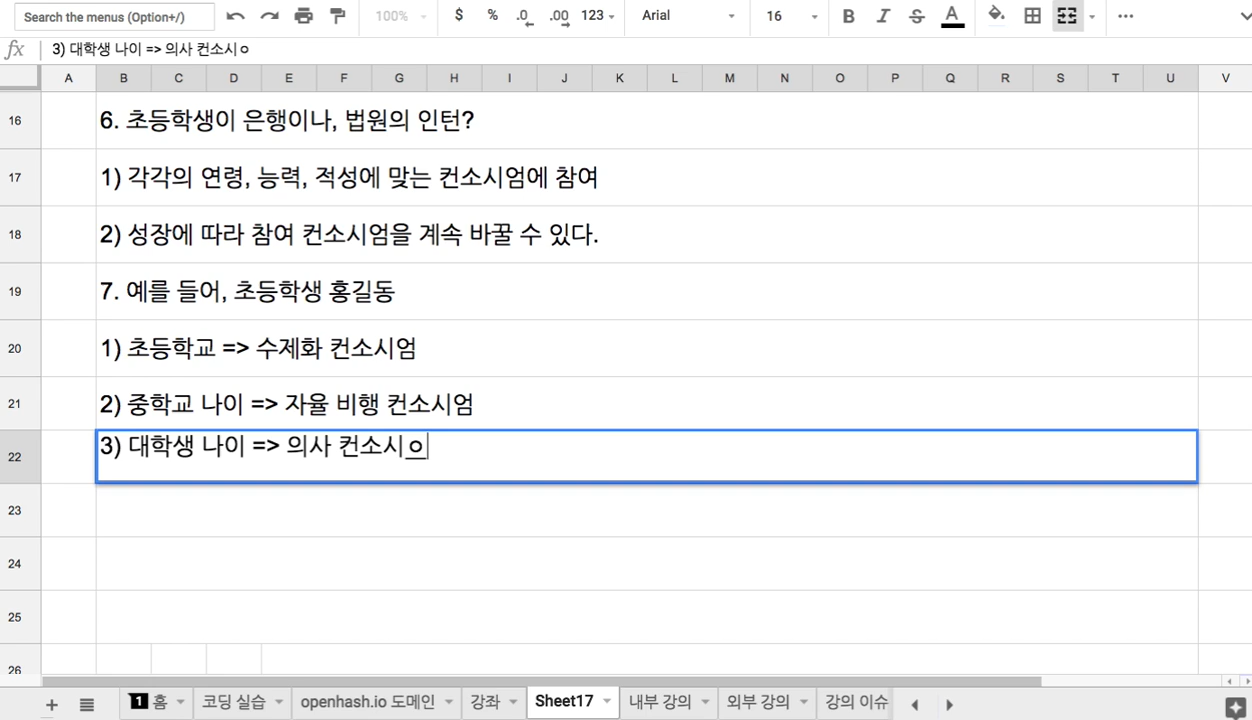 Search the menus (Option+/) 100% $ % .0 .00 123 Arial 16 B I S A
fx 3) 대학생 나이 => 의사 컨소시ㅇ
A B C D E F G H I J K L M N O P Q R S T U V
16 6. 초등학생이 은행이나, 법원의 인턴?
17 1) 각각의 연령, 능력, 적성에 맞는 컨소시엄에 참여
18 2) 성장에 따라 참여 컨소시엄을 계속 바꿀 수 있다.
19 7. 예를 들어, 초등학생 홍길동
20 1) 초등학교 => 수제화 컨소시엄
21 2) 중학교 나이 => 자율 비행 컨소시엄
22 3) 대학생 나이 => 의사 컨소시ㅇ
23
24
25
26
1 홈 코딩 실습 openhash.io 도메인 강좌 Sheet17 내부 강의 외부 강의 강의 이슈